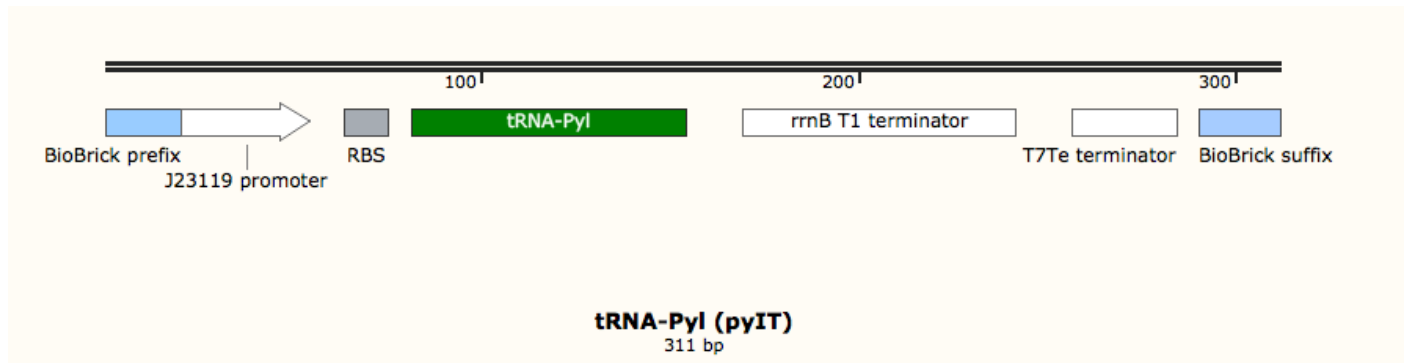 100 200 300
tRNA-Pyl rrnB T1 terminator
BioBrick prefix RBS T7Te terminator BioBrick suffix
J23119 promoter
tRNA-Pyl (pyIT)
311 bp